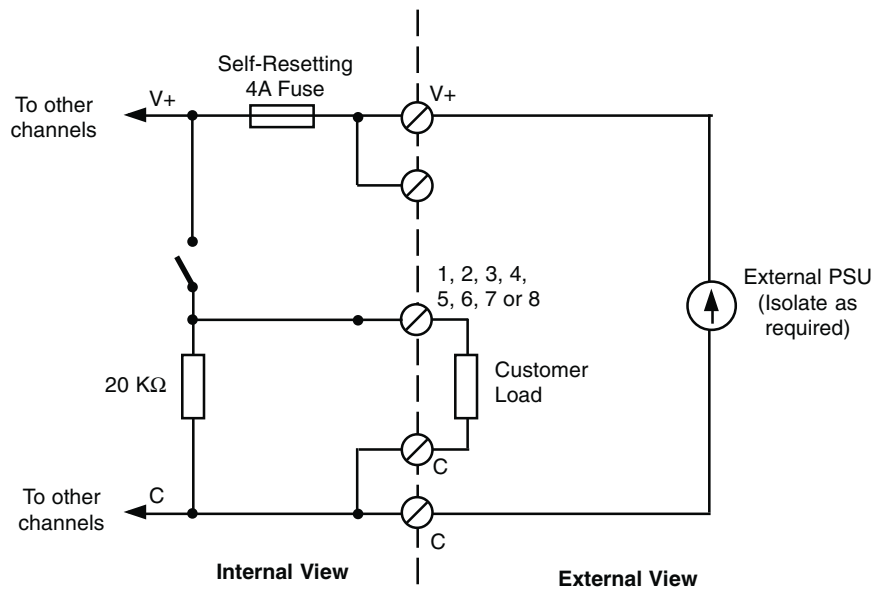 Self-Resetting
4A Fuse
To other
channels
V+
V+
1, 2, 3, 4,
5, 6, 7 or 8
External PSU
(Isolate as
required)
20 KΩ
Customer
Load
C
To other
channels
C
C
Internal View
External View